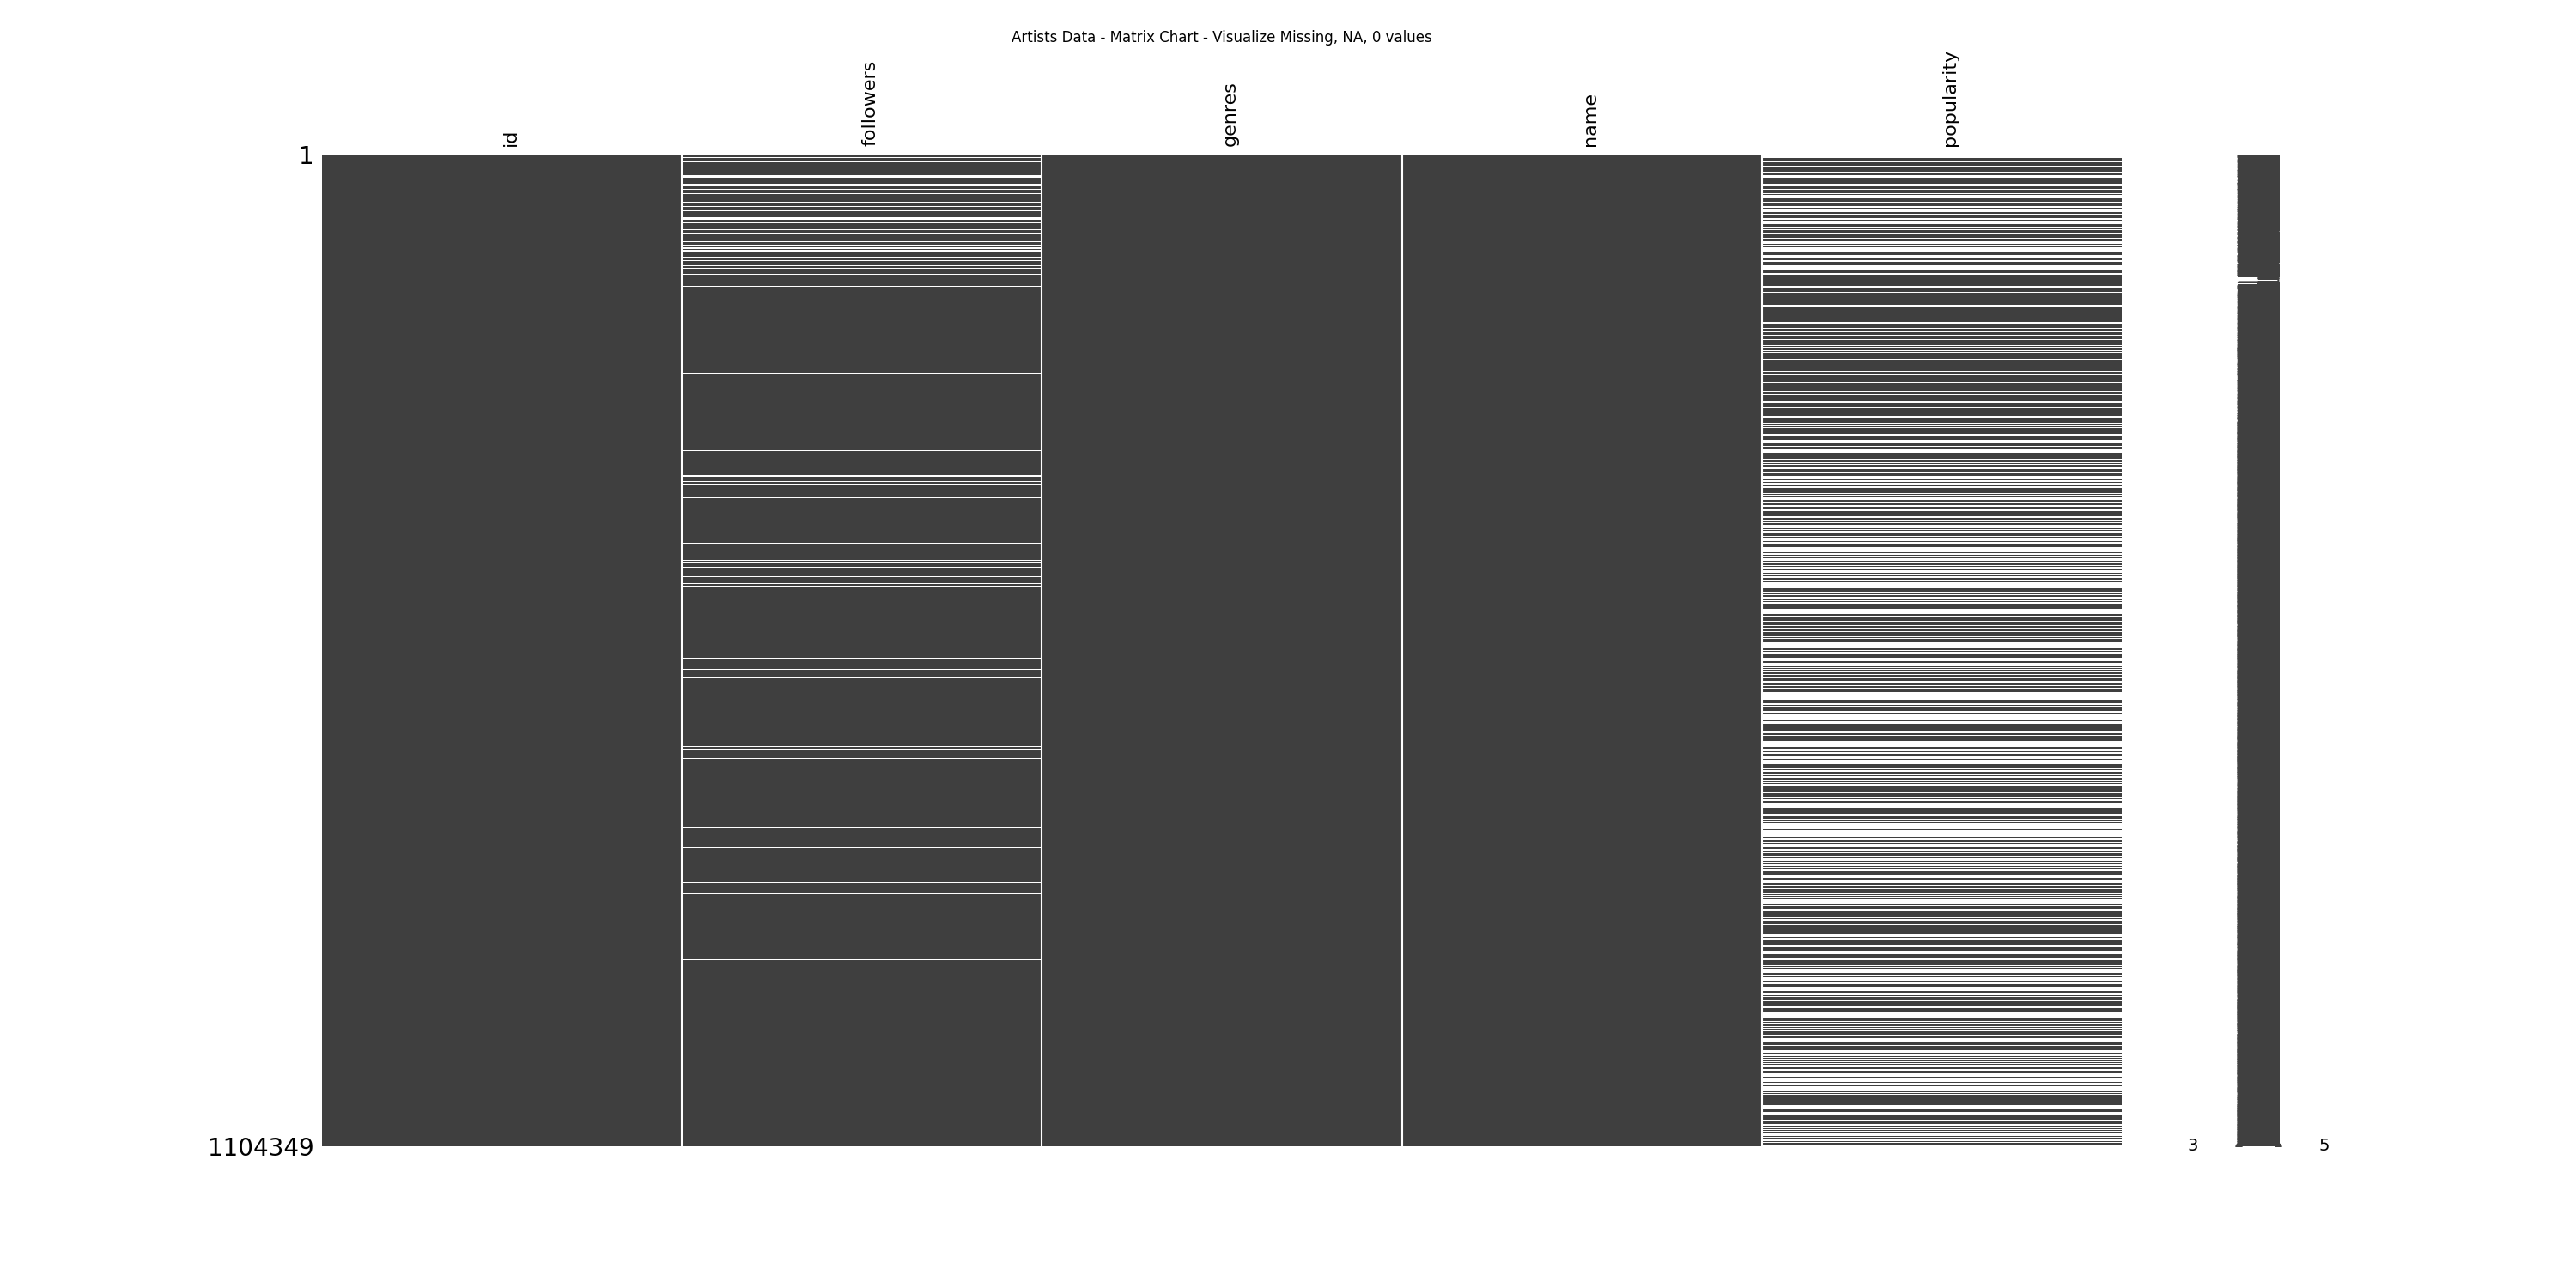 Artists Data - Matrix Chart - Visualize Missing, NA, 0 values
id
followers
genres
name
popularity
1
1104349
3
5